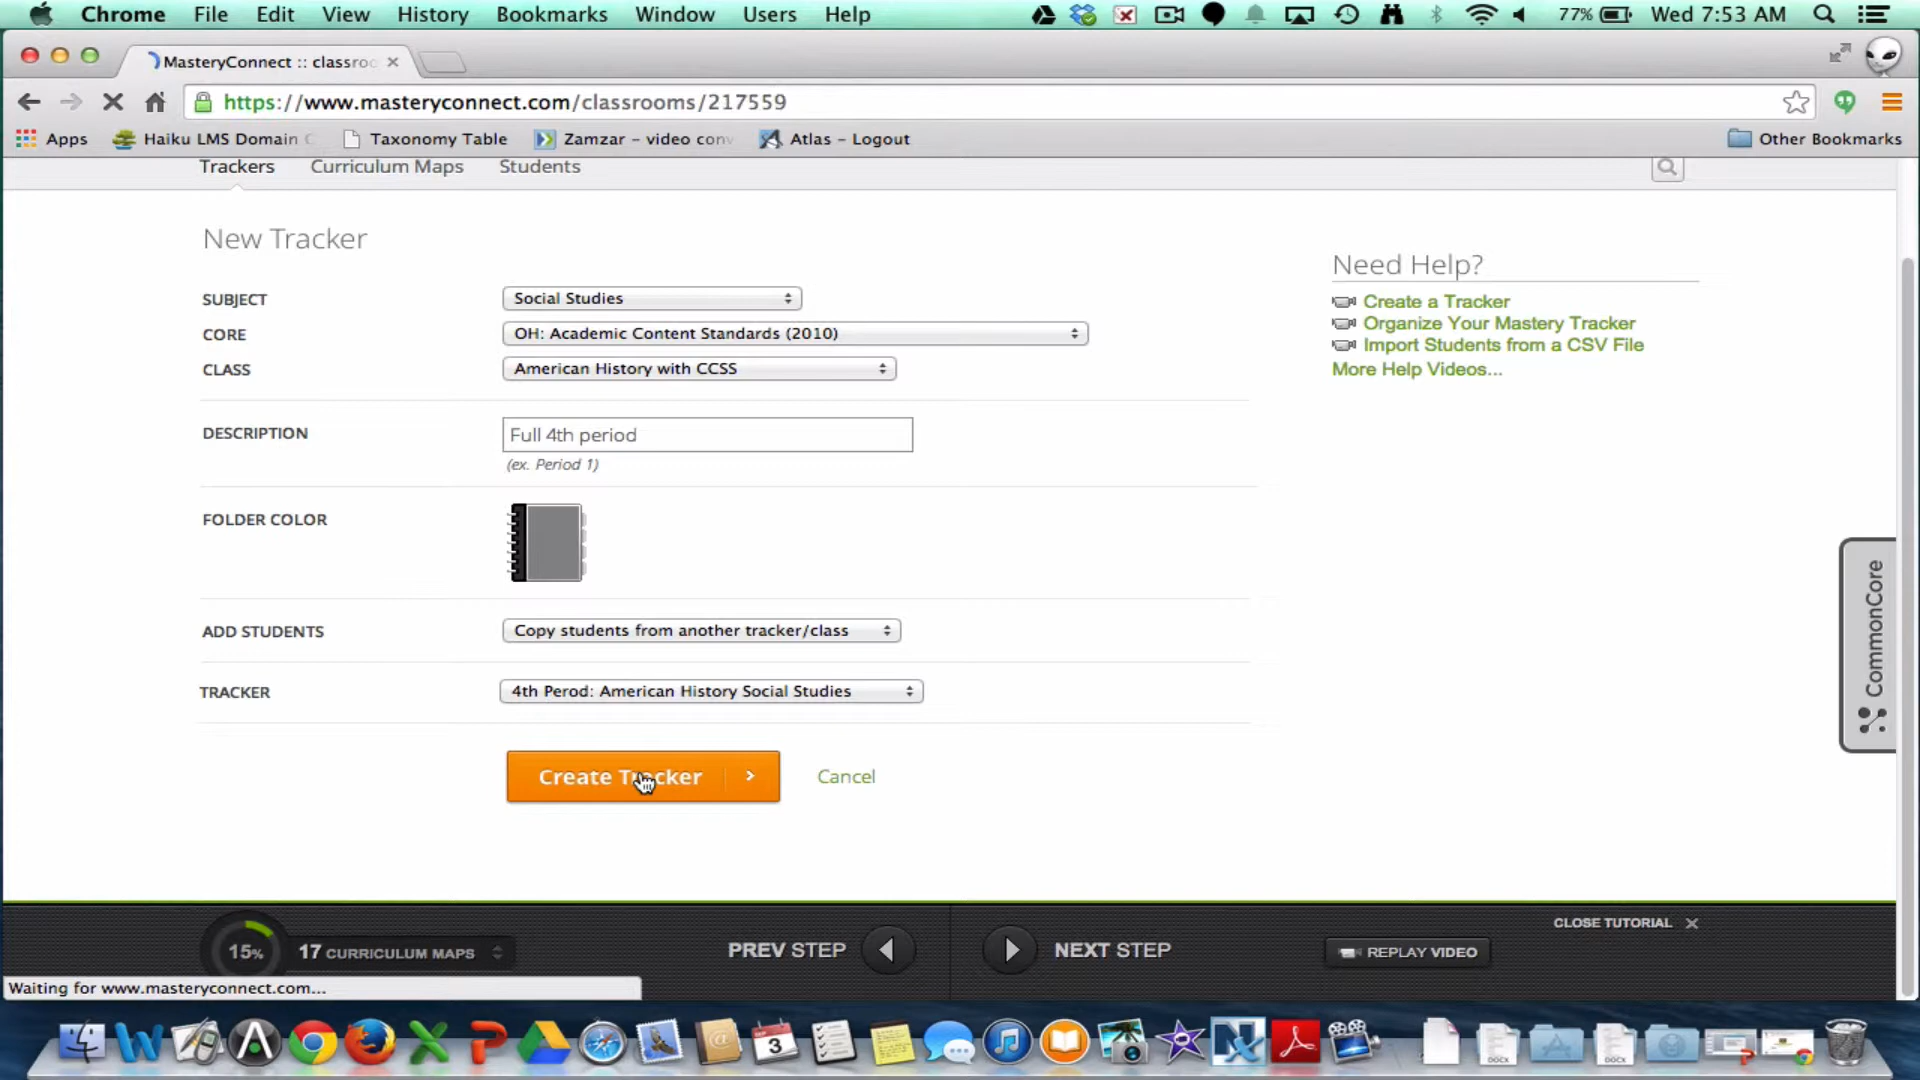 Chrome File Edit View History Bookmarks Window Users Help 77% Wed 7:53 AM
MasteryConnect :: classroo
https://www.masteryconnect.com/classrooms/217559
Apps Haiku LMS Domain Taxonomy Table Zamzar – video con Atlas – Logout Other Bookmarks
Trackers Curriculum Maps Students
New Tracker
Need Help?
SUBJECT Social Studies
Create a Tracker
CORE OH: Academic Content Standards (2010)
Organize Your Mastery Tracker
Import Students from a CSV File
CLASS American History with CCSS
More Help Videos...
DESCRIPTION Full 4th period
(ex. Period 1)
FOLDER COLOR
CommonCore
ADD STUDENTS Copy students from another tracker/class
TRACKER 4th Perod: American History Social Studies
Create Tracker Cancel
CLOSE TUTORIAL
15% 17 CURRICULUM MAPS PREV STEP NEXT STEP REPLAY VIDEO
Waiting for www.masteryconnect.com...
3
DOCX DOCX